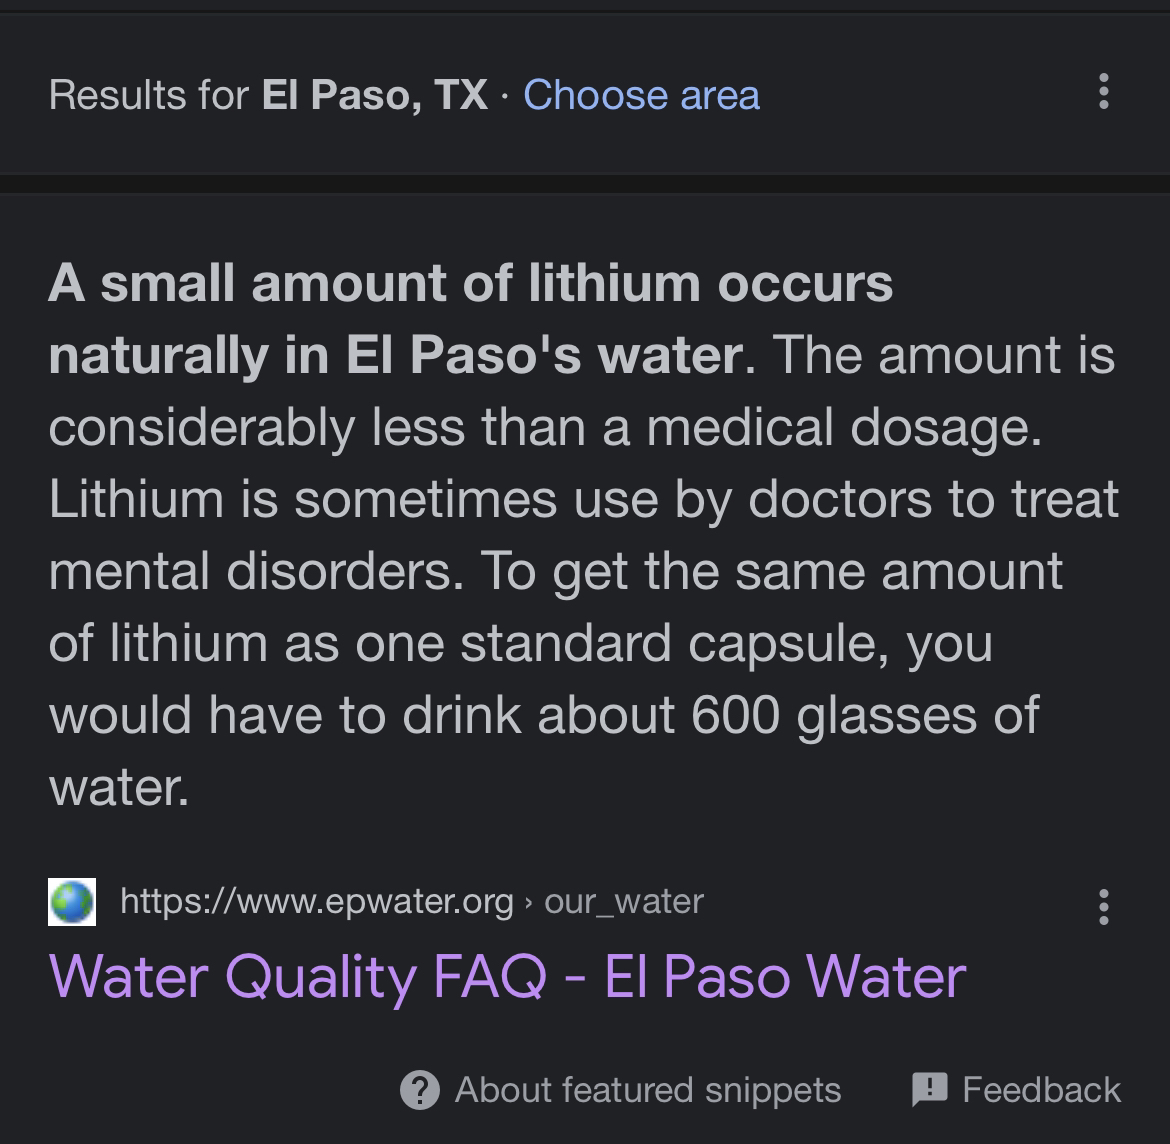 Results for El Paso, TX · Choose area
A small amount of lithium occurs
naturally in El Paso's water. The amount is
considerably less than a medical dosage.
Lithium is sometimes use by doctors to treat
mental disorders. To get the same amount
of lithium as one standard capsule, you
would have to drink about 600 glasses of
water.
https://www.epwater.org › our_water
Water Quality FAQ - El Paso Water
About featured snippets Feedback